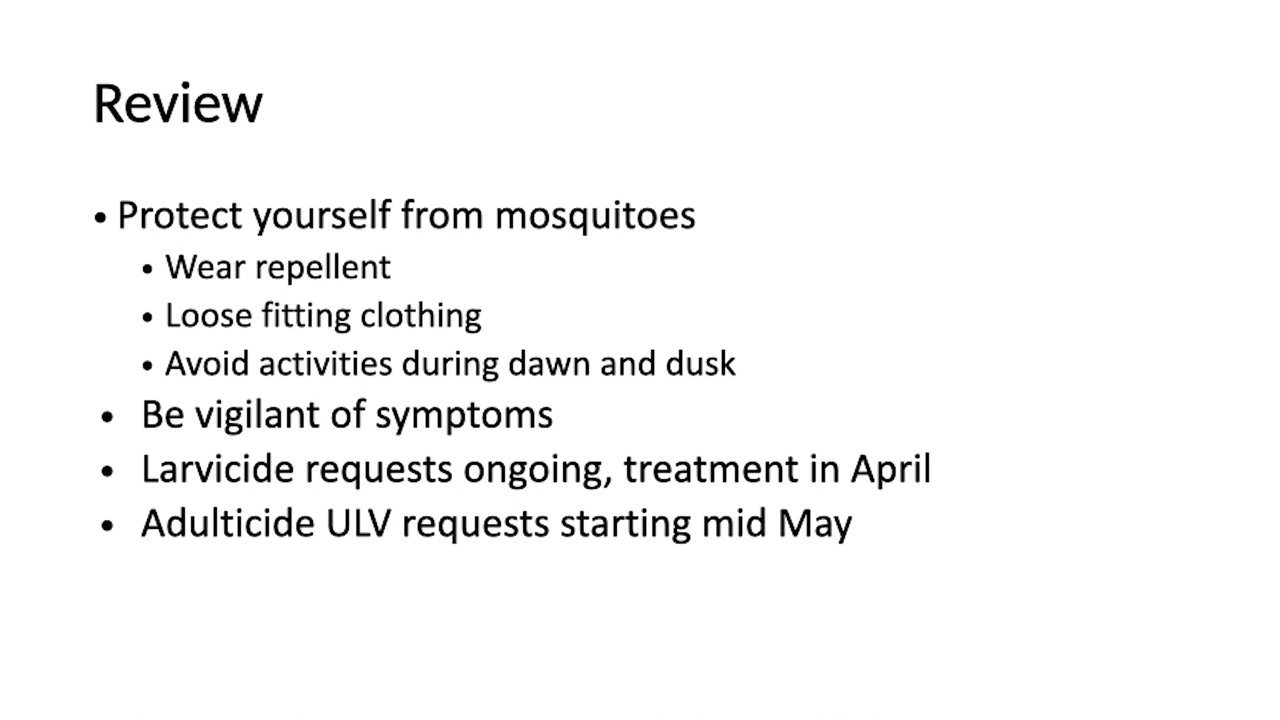 Review
• Protect yourself from mosquitoes
• Wear repellent
• Loose fitting clothing
• Avoid activities during dawn and dusk
• Be vigilant of symptoms
• Larvicide requests ongoing, treatment in April
• Adulticide ULV requests starting mid May